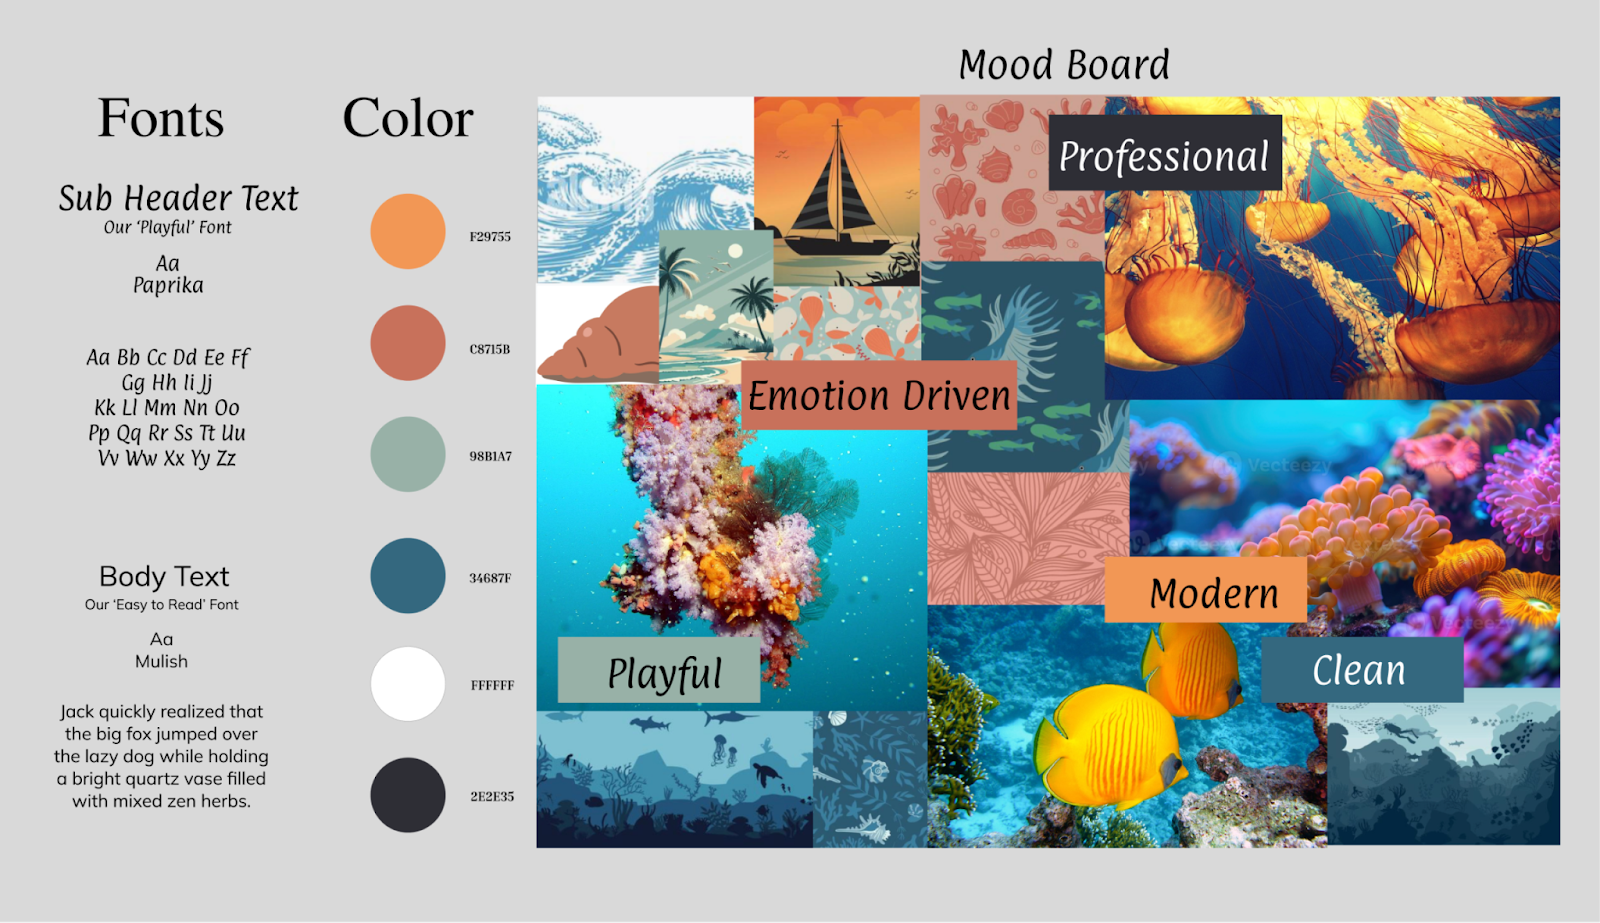 Mood Board
Fonts
Color
Sub Header Text
Our ‘Playful’ Font
Aa
Paprika
Aa Bb Cc Dd Ee Ff
Gg Hh Ii Jj
Kk Ll Mm Nn Oo
Pp Qq Rr Ss Tt Uu
Vv Ww Xx Yy Zz
Body Text
Our ‘Easy to Read’ Font
Aa
Mulish
Jack quickly realized that
the big fox jumped over
the lazy dog while holding
a bright quartz vase filled
with mixed zen herbs.
F29755
C8715B
98B1A7
34687F
FFFFFF
2E2E35
Professional
Emotion Driven
Vecteezy
Modern
Playful
Clean